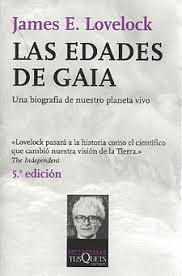 James E. Lovelock
LAS EDADES
DE GAIA
Una biografía de nuestro planeta vivo
«Lovelock pasará a la historia como el científico
que cambió nuestra visión de la Tierra.»
The Independent
5.ª edición
METATEMAS
TUSQUETS